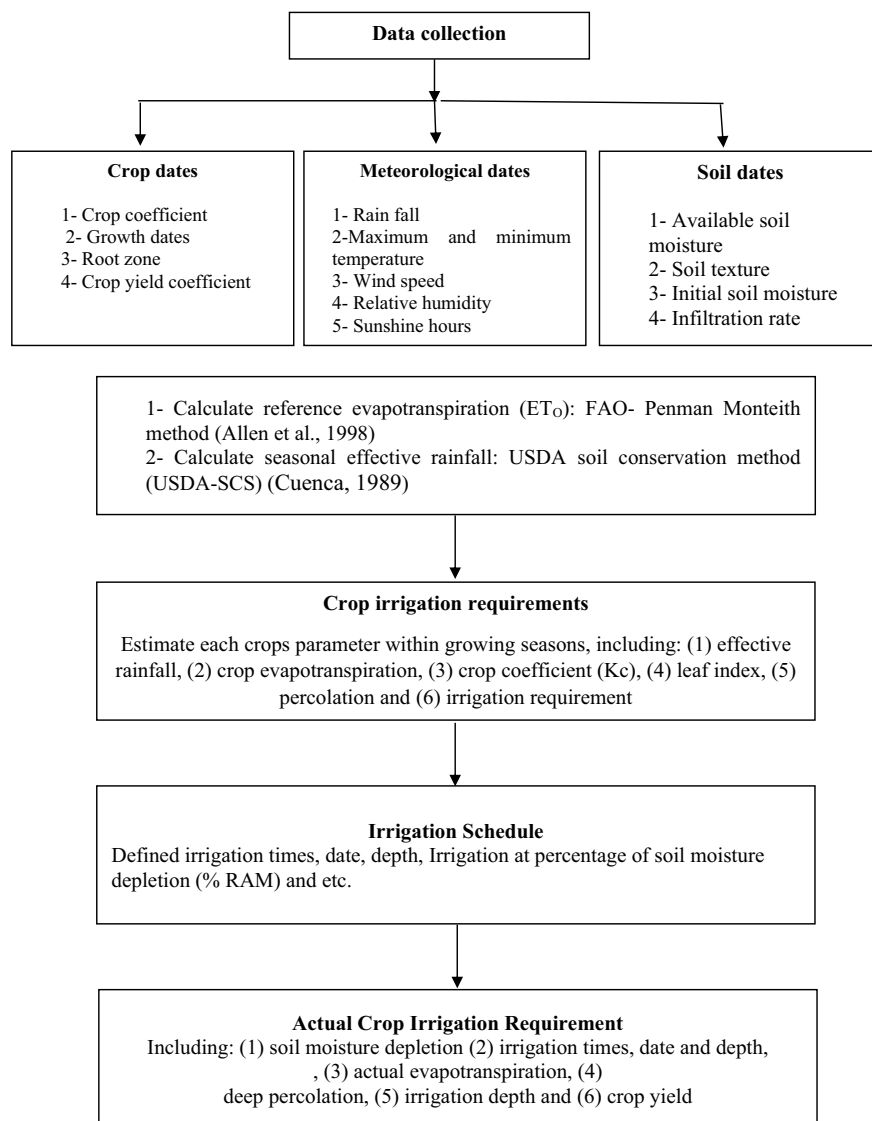 Data collection
Crop dates
1- Crop coefficient
2- Growth dates
3- Root zone
4- Crop yield coefficient
Meteorological dates
1- Rain fall
2-Maximum and minimum
temperature
3- Wind speed
4- Relative humidity
5- Sunshine hours
Soil dates
1- Available soil
moisture
2- Soil texture
3- Initial soil moisture
4- Infiltration rate
1- Calculate reference evapotranspiration (ETO): FAO- Penman Monteith
method (Allen et al., 1998)
2- Calculate seasonal effective rainfall: USDA soil conservation method
(USDA-SCS) (Cuenca, 1989)
Crop irrigation requirements
Estimate each crops parameter within growing seasons, including: (1) effective
rainfall, (2) crop evapotranspiration, (3) crop coefficient (Kc), (4) leaf index, (5)
percolation and (6) irrigation requirement
Irrigation Schedule
Defined irrigation times, date, depth, Irrigation at percentage of soil moisture
depletion (% RAM) and etc.
Actual Crop Irrigation Requirement
Including: (1) soil moisture depletion (2) irrigation times, date and depth,
, (3) actual evapotranspiration, (4)
deep percolation, (5) irrigation depth and (6) crop yield